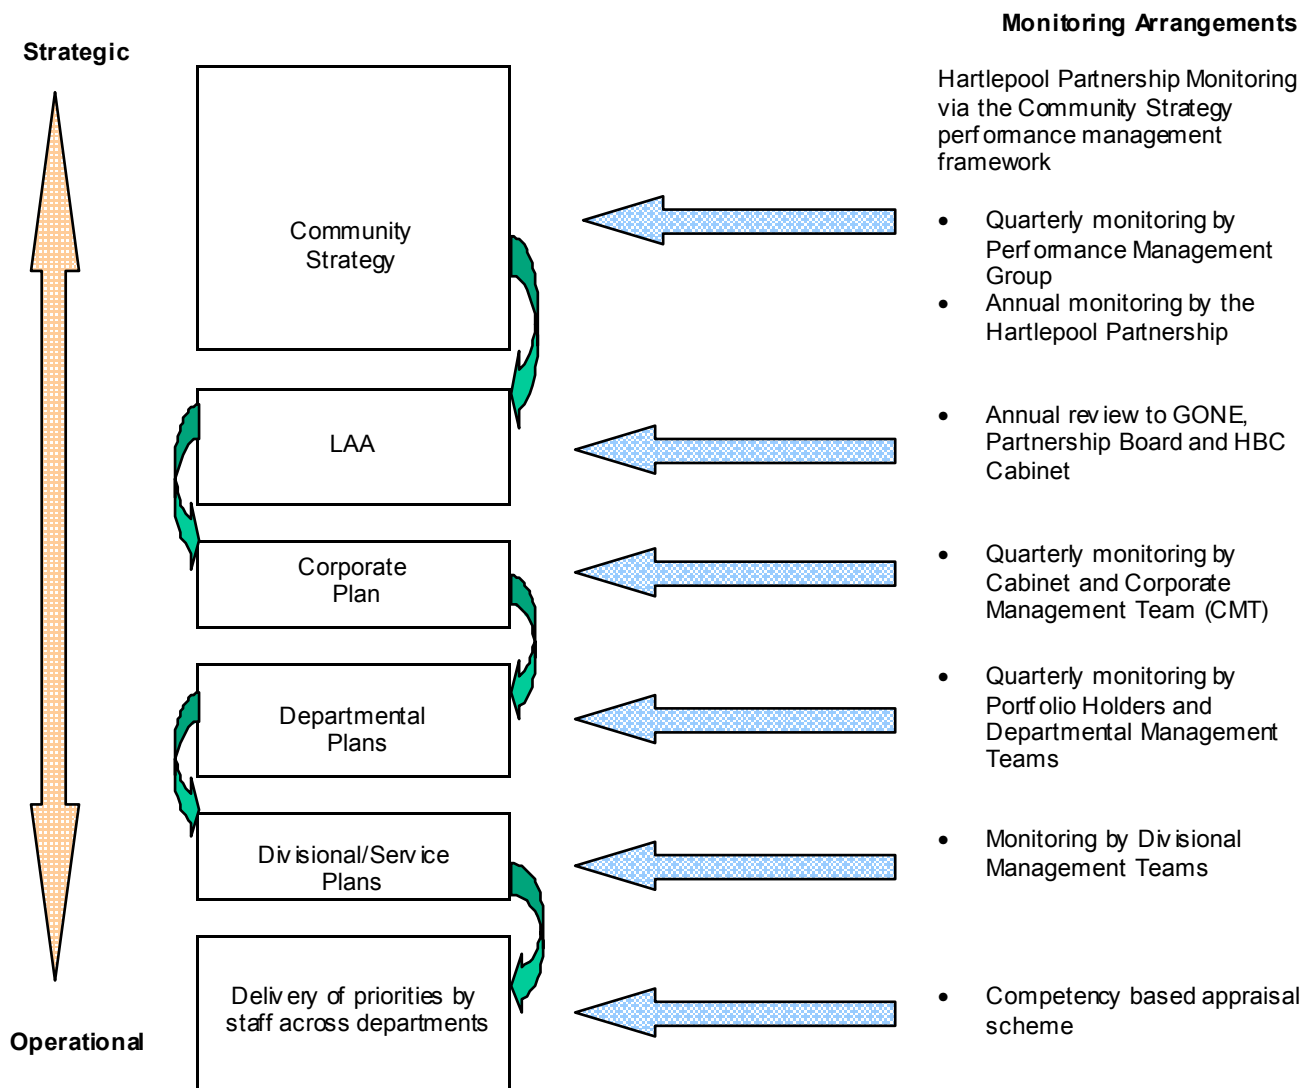 Monitoring Arrangements
Strategic
Hartlepool Partnership Monitoring
via the Community Strategy
performance management
framework
Community
Strategy
• Quarterly monitoring by
Performance Management
Group
• Annual monitoring by the
Hartlepool Partnership
LAA
• Annual review to GONE,
Partnership Board and HBC
Cabinet
Corporate
Plan
• Quarterly monitoring by
Cabinet and Corporate
Management Team (CMT)
Departmental
Plans
• Quarterly monitoring by
Portfolio Holders and
Departmental Management
Teams
Divisional/Service
Plans
• Monitoring by Divisional
Management Teams
Delivery of priorities by
staff across departments
• Competency based appraisal
scheme
Operational